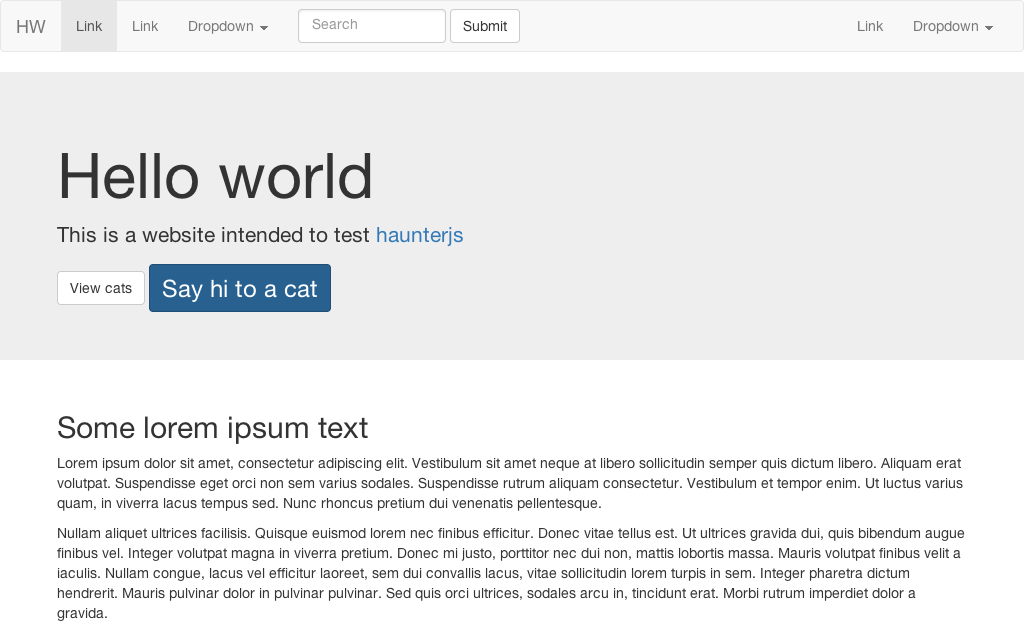 HW Link Link Dropdown Search Submit Link Dropdown
Hello world
This is a website intended to test haunterjs
View cats Say hi to a cat
Some lorem ipsum text
Lorem ipsum dolor sit amet, consectetur adipiscing elit. Vestibulum sit amet neque at libero sollicitudin semper quis dictum libero. Aliquam erat
volutpat. Suspendisse eget orci non sem varius sodales. Suspendisse rutrum aliquam consectetur. Vestibulum et tempor enim. Ut luctus varius
quam, in viverra lacus tempus sed. Nunc rhoncus pretium dui venenatis pellentesque.
Nullam aliquet ultrices facilisis. Quisque euismod lorem nec finibus efficitur. Donec vitae tellus est. Ut ultrices gravida dui, quis bibendum augue
finibus vel. Integer volutpat magna in viverra pretium. Donec mi justo, porttitor nec dui non, mattis lobortis massa. Mauris volutpat finibus velit a
iaculis. Nullam congue, lacus vel efficitur laoreet, sem dui convallis lacus, vitae sollicitudin lorem turpis in sem. Integer pharetra dictum
hendrerit. Mauris pulvinar dolor in pulvinar pulvinar. Sed quis orci ultrices, sodales arcu in, tincidunt erat. Morbi rutrum imperdiet dolor a
gravida.